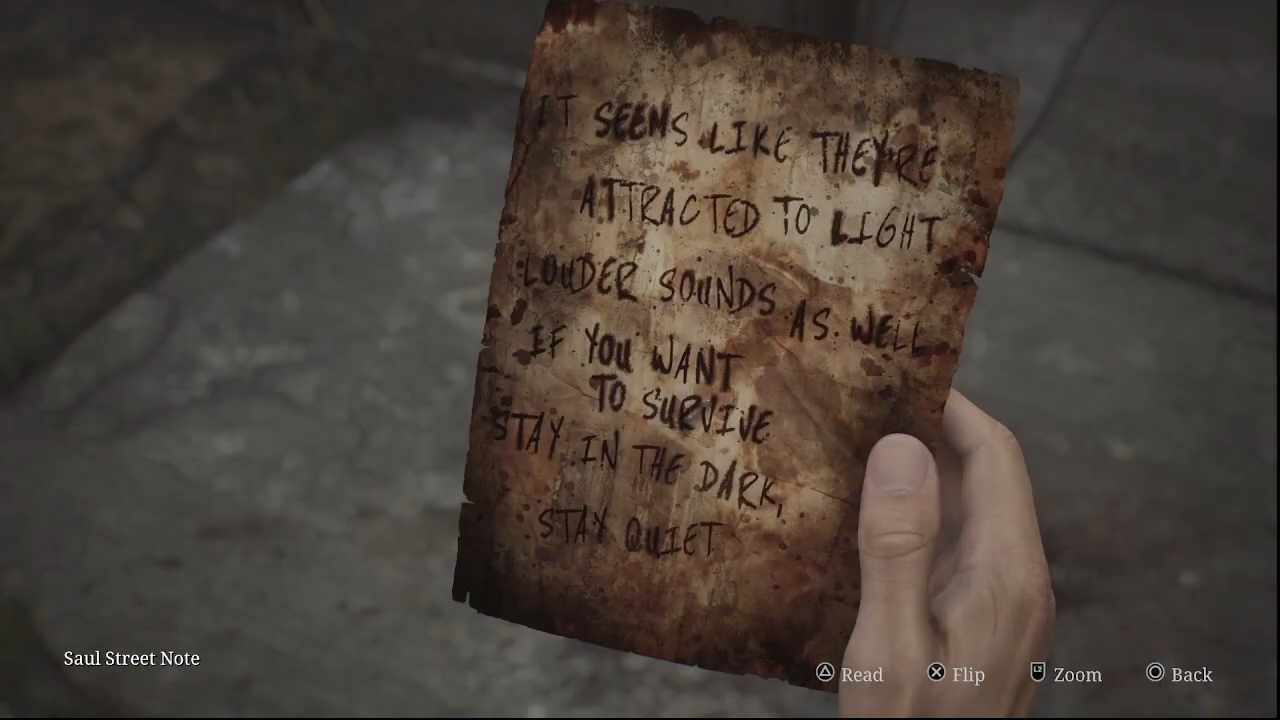 IT SEEMS LIKE THEY'RE
ATTRACTED TO LIGHT
LOUDER SOUNDS AS WELL
IF YOU WANT
TO SURVIVE
STAY IN THE DARK,
STAY QUIET
Saul Street Note
Read Flip L2 Zoom Back